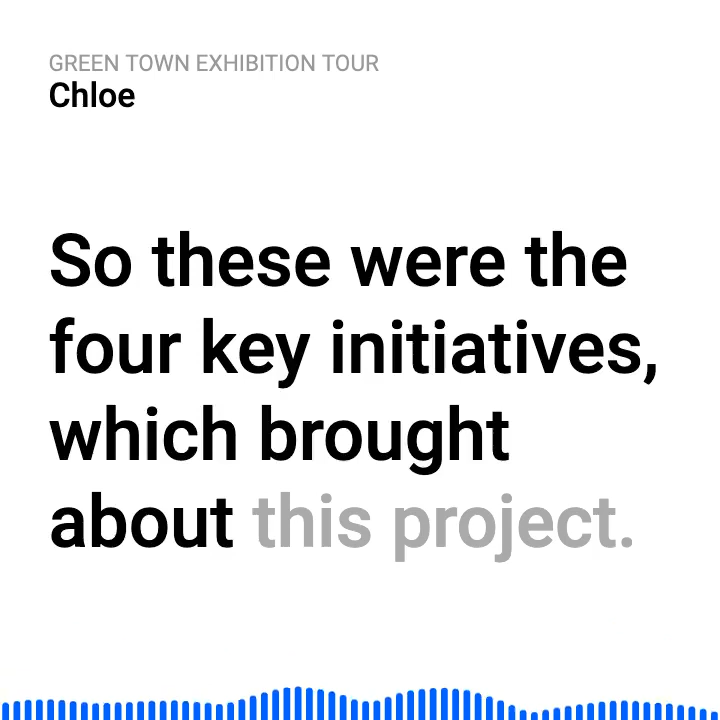 GREEN TOWN EXHIBITION TOUR
Chloe
So these were the
four key initiatives,
which brought
about this project.